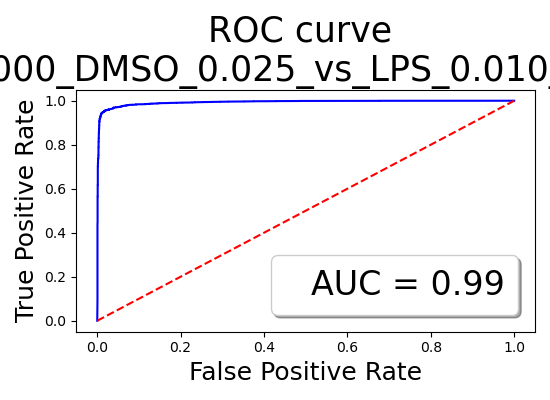 ROC curve
000_DMSO_0.025_vs_LPS_0.010_
True Positive Rate
1.0
0.8
0.6
0.4
0.2
0.0
AUC = 0.99
0.0 0.2 0.4 0.6 0.8 1.0
False Positive Rate